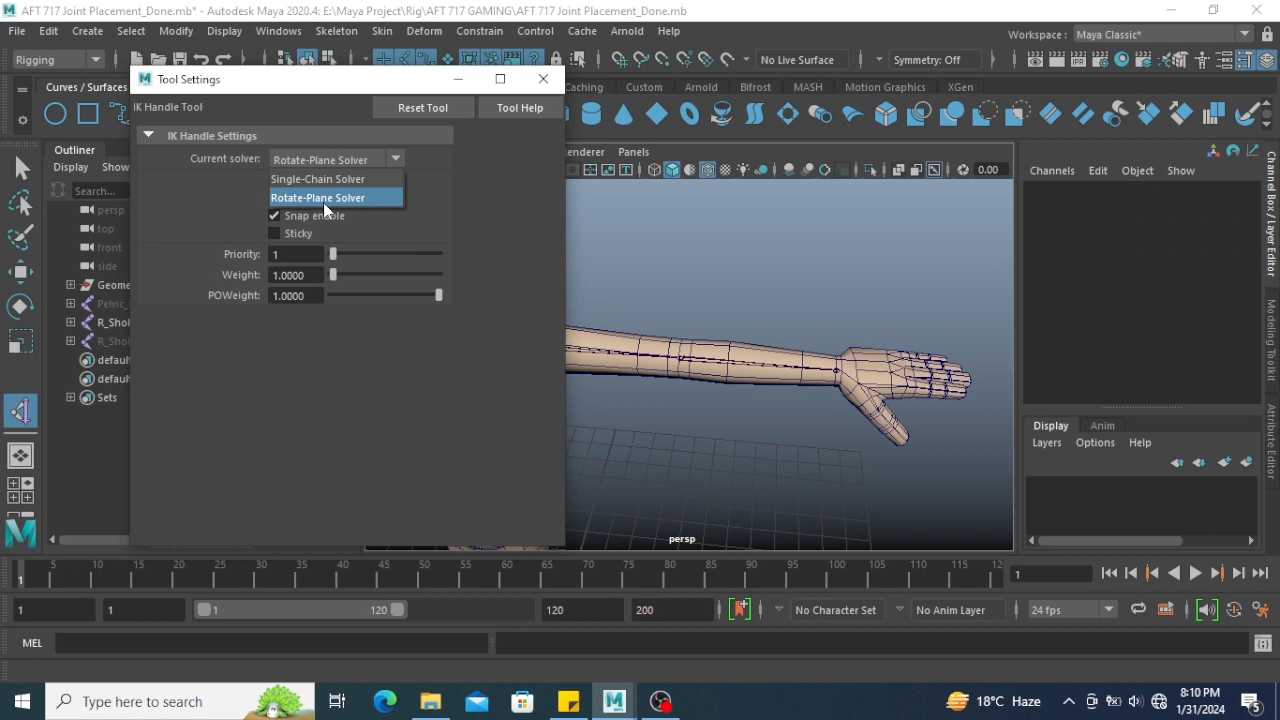 AFT 717 Joint Placement_Done.mb* - Autodesk Maya 2020.4: E:\Maya Project\Rig\AFT 717 GAMING\AFT 717 Joint Placement_Done.mb
File Edit Create Select Modify Display Windows Skeleton Skin Deform Constrain Control Cache Arnold Help
Workspace: Maya Classic*
Rigging
No Live Surface
Symmetry: Off
Tool Settings
Curves / Surfaces
Caching Custom Arnold Bifrost MASH Motion Graphics XGen
IK Handle Tool
Reset Tool
Tool Help
IK Handle Settings
Current solver: Rotate-Plane Solver
Single-Chain Solver
Rotate-Plane Solver
Snap enable
Sticky
Priority: 1
Weight: 1.0000
POWeight: 1.0000
Outliner
Display Show
Search...
persp
top
front
side
Geome
Pelvic_
R_Sho
R_Sho
defaul
defaul
Sets
Renderer Panels
0.00
persp
Channels Edit Object Show
Channel Box / Layer Editor
Modeling Toolkit
Attribute Editor
Display Anim
Layers Options Help
5 10 15 20 25 30 35 40 45 50 55 60 65 70 75 80 85 90 95 100 105 110 115 12
1
1
1
1
1
120
120
200
No Character Set
No Anim Layer
24 fps
MEL
Type here to search
18°C Haze
8:10 PM
1/31/2024
5